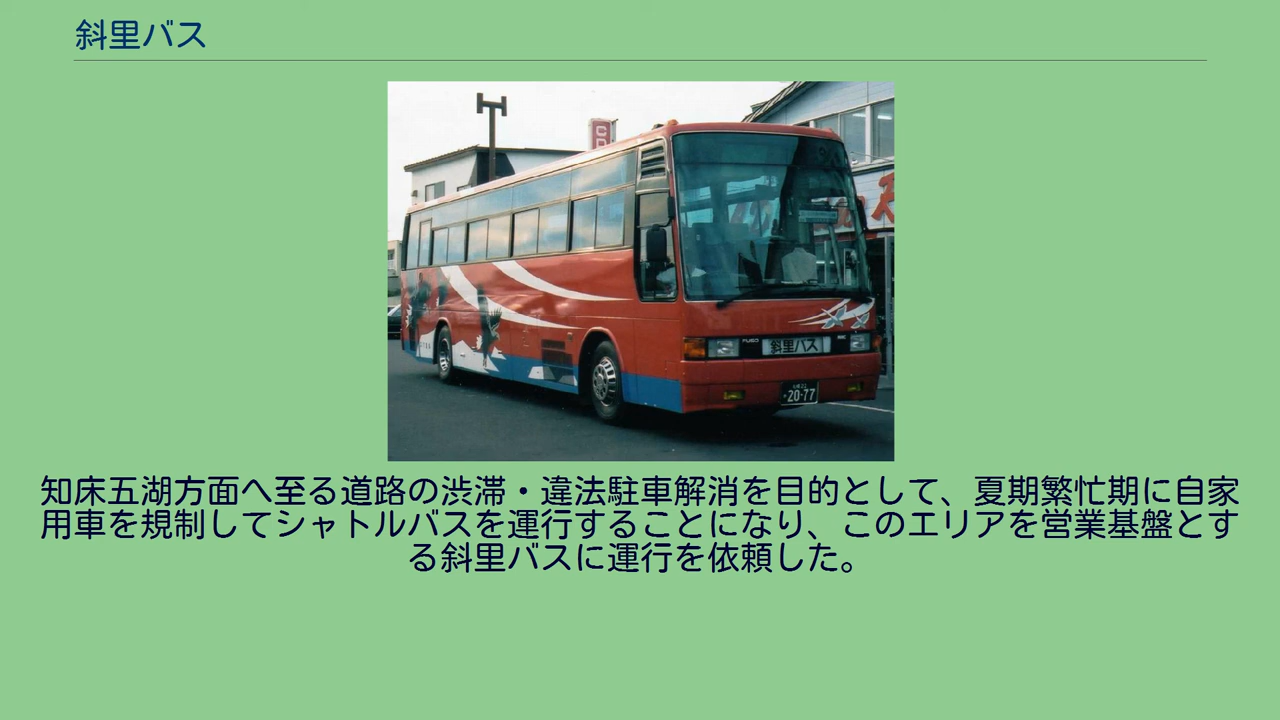 斜里バス
斜里バス
20-77
知床五湖方面へ至る道路の渋滞・違法駐車解消を目的として、夏期繁忙期に自家
用車を規制してシャトルバスを運行することになり、このエリアを営業基盤とす
る斜里バスに運行を依頼した。